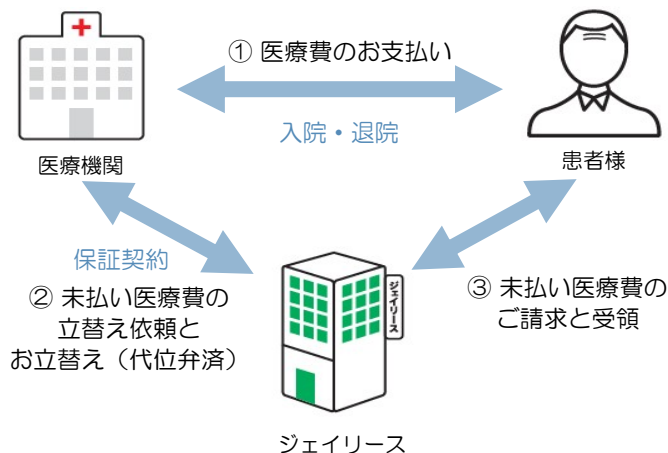 ① 医療費のお支払い
入院・退院
医療機関
患者様
保証契約
② 未払い医療費の
立替え依頼と
お立替え（代位弁済）
ジェイリース
③ 未払い医療費の
ご請求と受領
ジェイリース